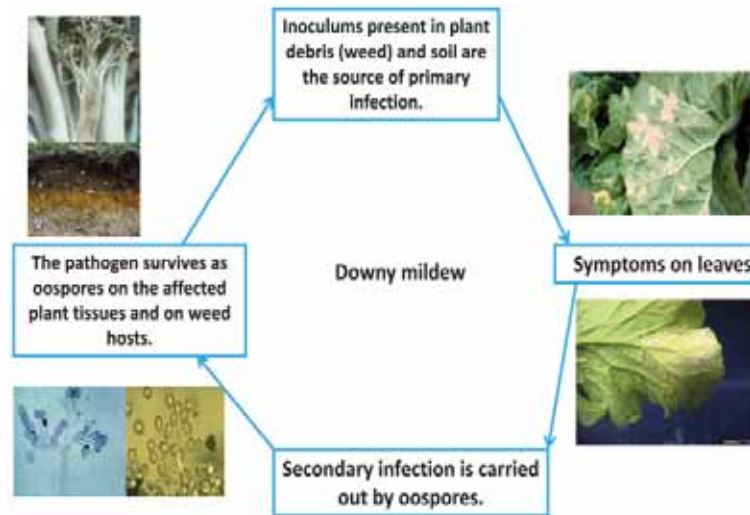 Inoculums present in plant
debris (weed) and soil are
the source of primary
infection.
The pathogen survives as
oospores on the affected
plant tissues and on weed
hosts.
Downy mildew
Symptoms on leaves
Secondary infection is carried
out by oospores.